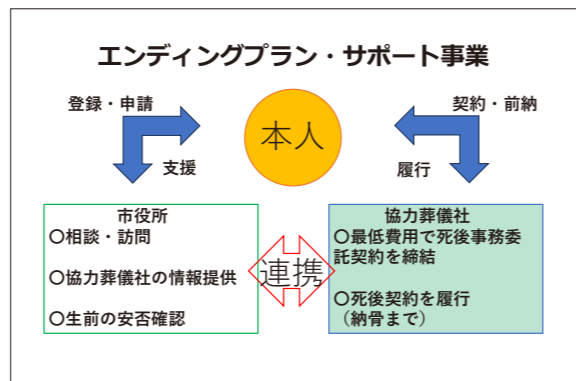 エンディングプラン・サポート事業
登録・申請
本人
契約・前納
支援
履行
市役所
〇相談・訪問
〇協力葬儀社の情報提供
〇生前の安否確認
連携
協力葬儀社
〇最低費用で死後事務委
託契約を締結
〇死後契約を履行
（納骨まで）